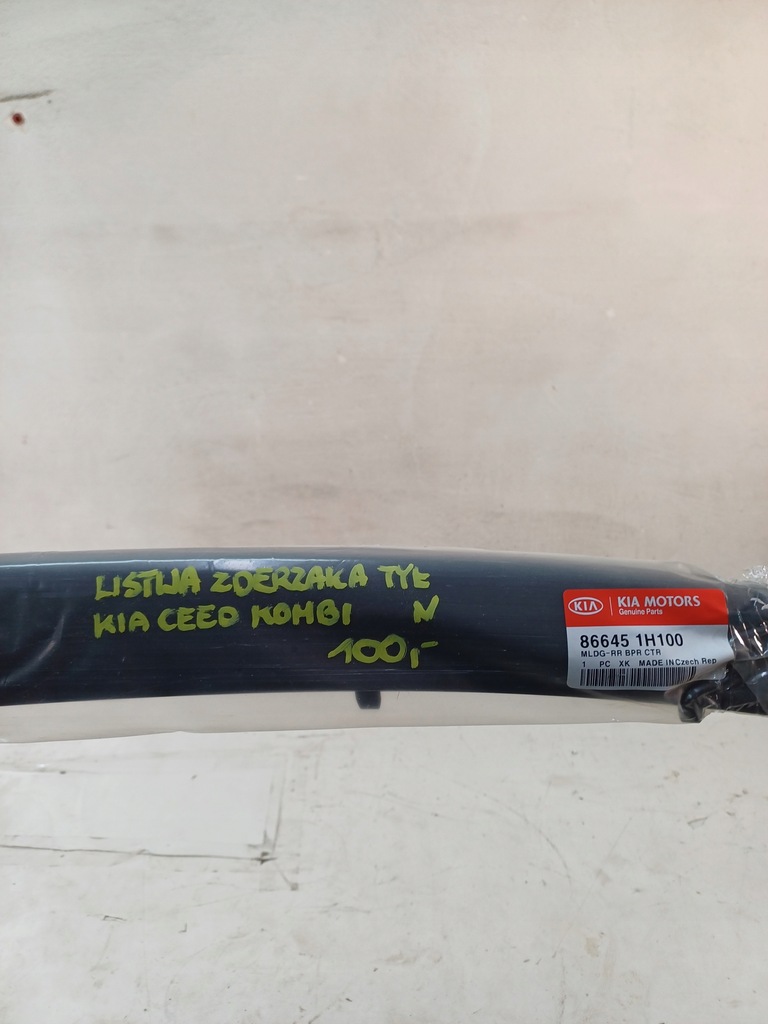 LISTWA ZDERZAKA TYŁ
KIA CEED KOMBI N
100,-
KIA KIA MOTORS
Genuine Parts
86645 1H100
MLDG-RR BPR CTR
1 PC XK MADE IN Czech Rep